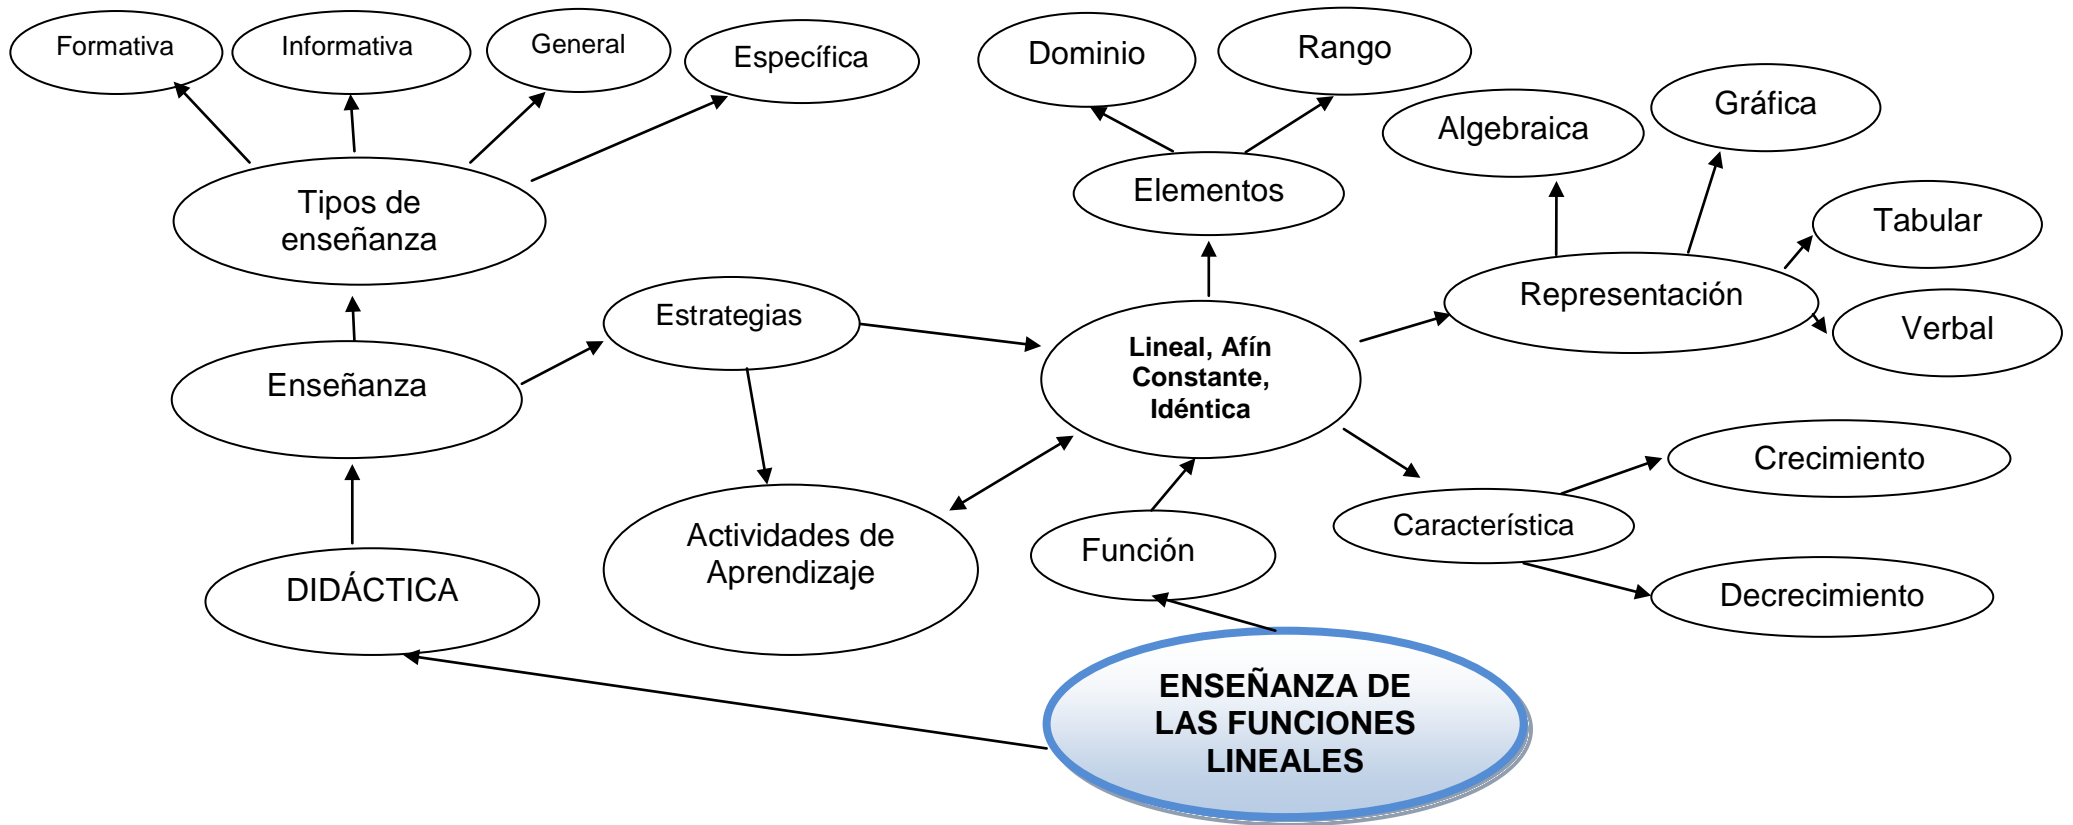 Formativa
Informativa
General
Específica
Dominio
Rango
Algebraica
Gráfica
Tipos de
enseñanza
Elementos
Tabular
Representación
Verbal
Estrategias
Enseñanza
Lineal, Afín
Constante,
Idéntica
Crecimiento
Característica
Actividades de
Aprendizaje
Función
DIDÁCTICA
Decrecimiento
ENSEÑANZA DE
LAS FUNCIONES
LINEALES